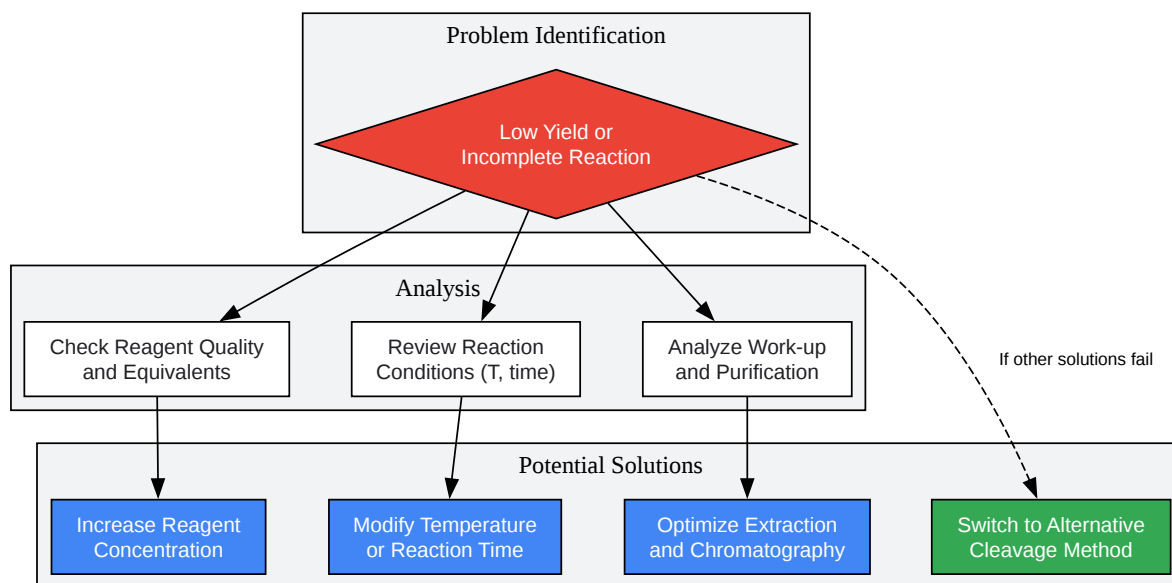 Problem Identification
Low Yield or
Incomplete Reaction
Analysis
Check Reagent Quality
and Equivalents
Review Reaction
Conditions (T, time)
Analyze Work-up
and Purification
If other solutions fail
Potential Solutions
Increase Reagent
Concentration
Modify Temperature
or Reaction Time
Optimize Extraction
and Chromatography
Switch to Alternative
Cleavage Method